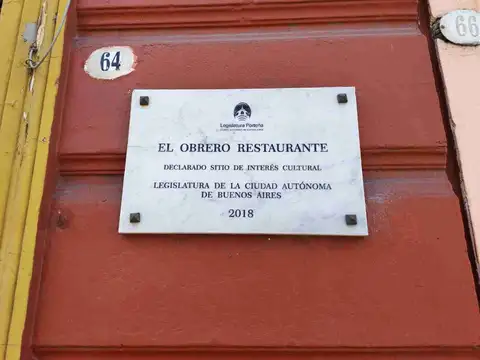 64
66
Legislatura Porteña
EL OBRERO RESTAURANTE
DECLARADO SITIO DE INTERÉS CULTURAL
LEGISLATURA DE LA CIUDAD AUTÓNOMA
DE BUENOS AIRES
2018